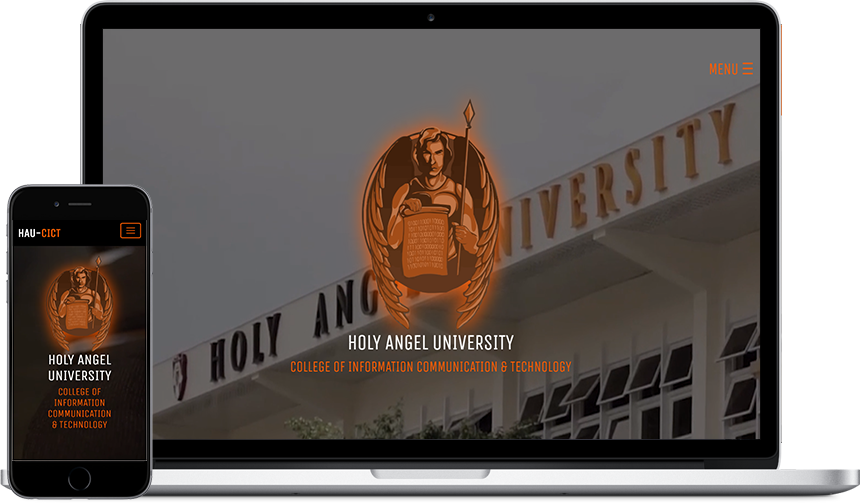 MENU
HOLY ANGEL UNIVERSITY
HOLY ANGEL UNIVERSITY
COLLEGE OF INFORMATION COMMUNICATION & TECHNOLOGY
HAU-CICT
HOLY ANGEL
UNIVERSITY
COLLEGE OF
INFORMATION
COMMUNICATION
& TECHNOLOGY